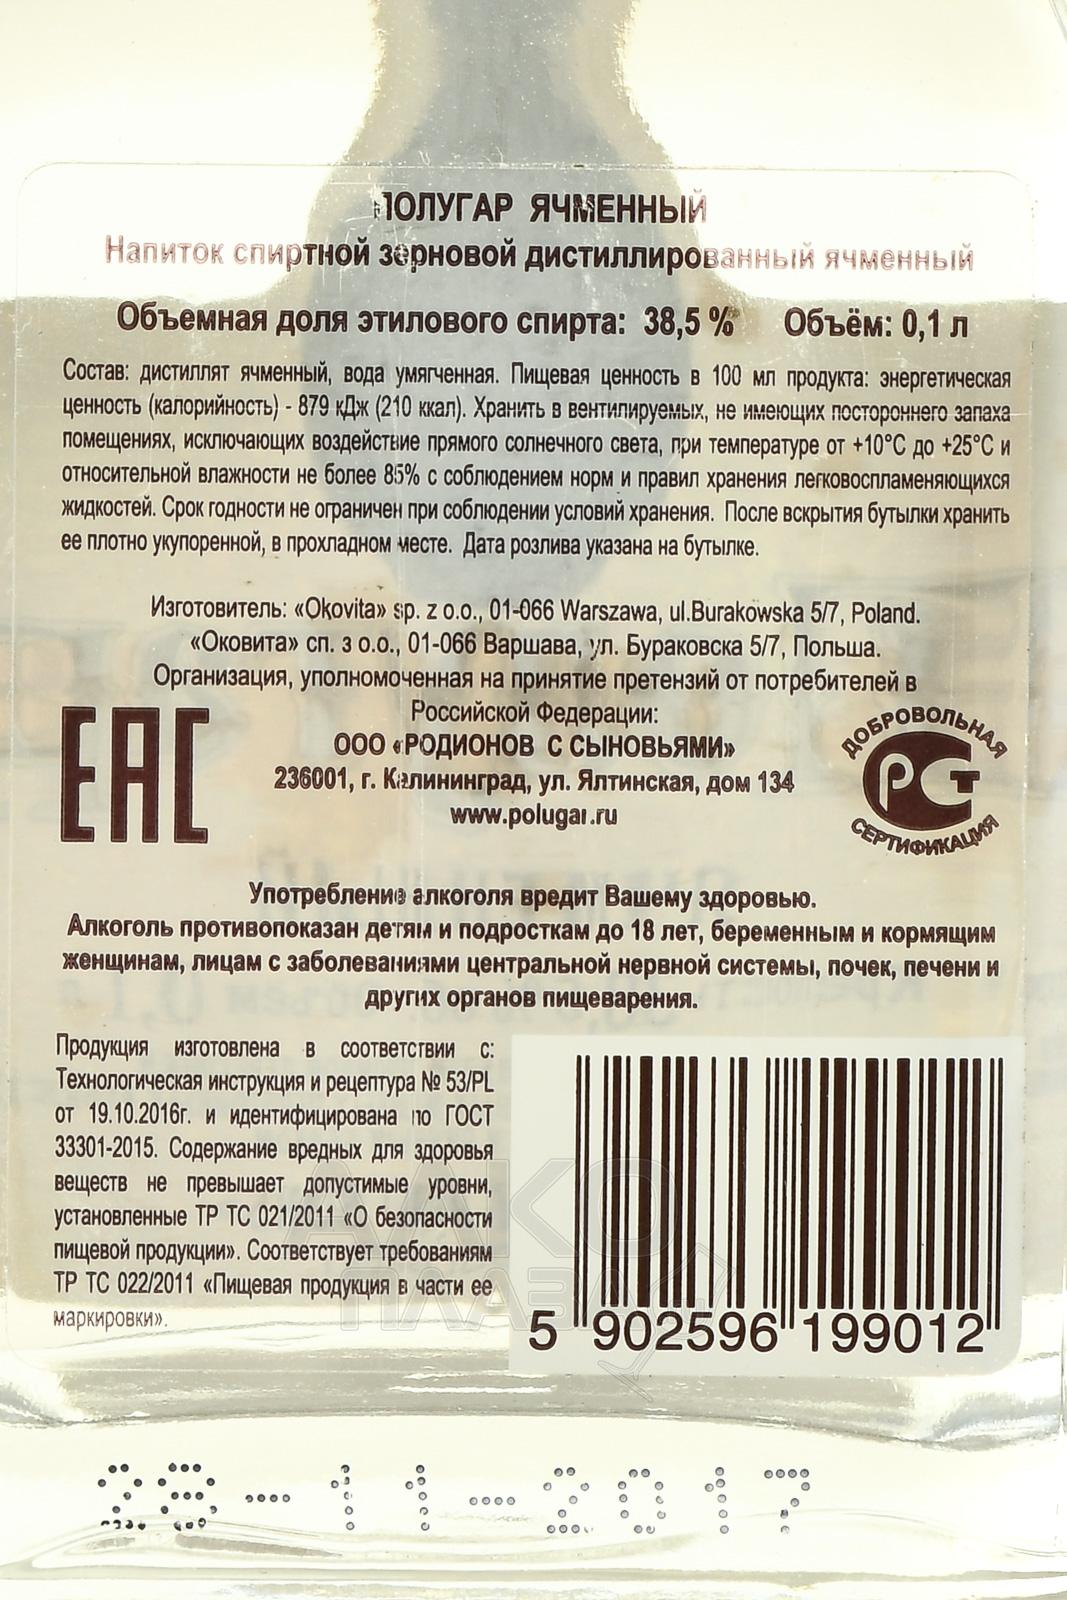 ПОЛУГАР ЯЧМЕННЫЙ
Напиток спиртной зерновой дистиллированный ячменный
Объемная доля этилового спирта: 38,5 % Объём: 0,1 л
Состав: дистиллят ячменный, вода умягченная. Пищевая ценность в 100 мл продукта: энергетическая
ценность (калорийность) - 879 кДж (210 ккал). Хранить в вентилируемых, не имеющих постороннего запаха
помещениях, исключающих воздействие прямого солнечного света, при температуре от +10°С до +25°С и
относительной влажности не более 85% с соблюдением норм и правил хранения легковоспламеняющихся
жидкостей. Срок годности не ограничен при соблюдении условий хранения. После вскрытия бутылки хранить
ее плотно укупоренной, в прохладном месте. Дата розлива указана на бутылке.
Изготовитель: «Okovita» sp. z o.o., 01-066 Warszawa, ul.Burakowska 5/7, Poland.
«Оковита» сп. з о.о., 01-066 Варшава, ул. Бураковска 5/7, Польша.
Организация, уполномоченная на принятие претензий от потребителей в
Российской Федерации:
ООО «РОДИОНОВ С СЫНОВЬЯМИ»
236001, г. Калининград, ул. Ялтинская, дом 134
www.polugar.ru
ЕАС
ДОБРОВОЛЬНАЯ
РСТ
СЕРТИФИКАЦИЯ
Употребление алкоголя вредит Вашему здоровью.
Алкоголь противопоказан детям и подросткам до 18 лет, беременным и кормящим
женщинам, лицам с заболеваниями центральной нервной системы, почек, печени и
других органов пищеварения.
Продукция изготовлена в соответствии с:
Технологическая инструкция и рецептура № 53/PL
от 19.10.2016г. и идентифицирована по ГОСТ
33301-2015. Содержание вредных для здоровья
веществ не превышает допустимые уровни,
установленные ТР ТС 021/2011 «О безопасности
пищевой продукции». Соответствует требованиям
ТР ТС 022/2011 «Пищевая продукция в части ее
маркировки».
АЛКО
ПЛАЗА
5 902596 199012
28-11-2017